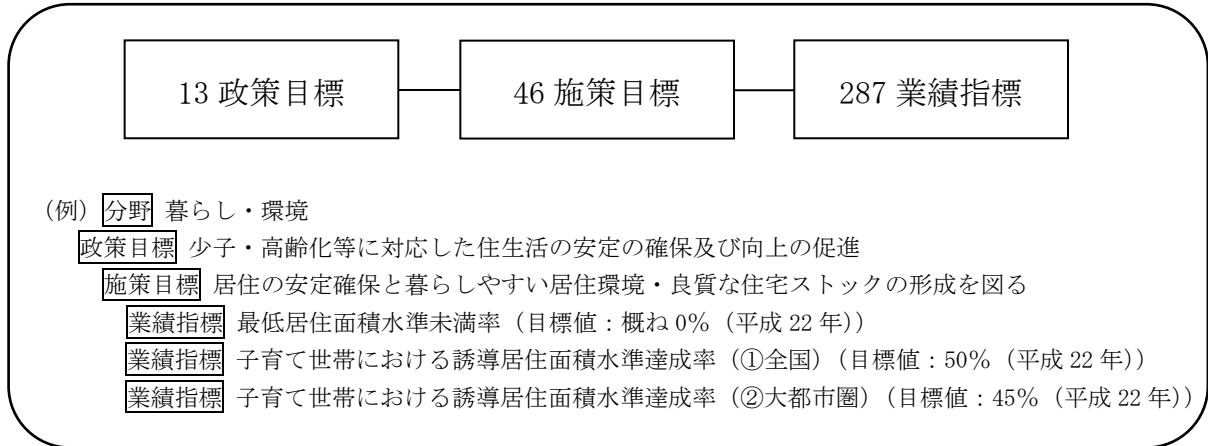 13 政策目標
46 施策目標
287 業績指標
(例) 分野 暮らし・環境
政策目標 少子・高齢化等に対応した住生活の安定の確保及び向上の促進
施策目標 居住の安定確保と暮らしやすい居住環境・良質な住宅ストックの形成を図る
業績指標 最低居住面積水準未満率（目標値：概ね 0%（平成 22 年））
業績指標 子育て世帯における誘導居住面積水準達成率（①全国）（目標値：50%（平成 22 年））
業績指標 子育て世帯における誘導居住面積水準達成率（②大都市圏）（目標値：45%（平成 22 年））